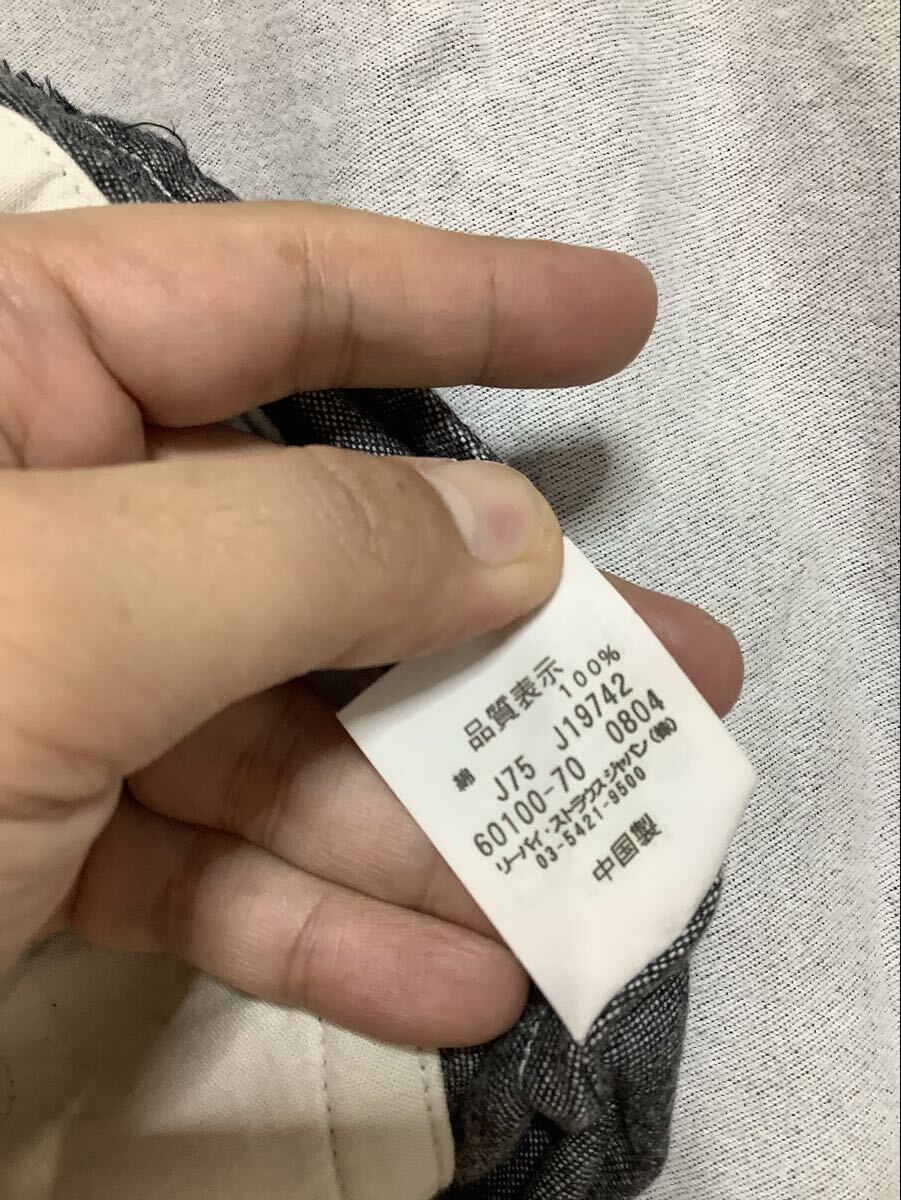 品質表示
綿 100%
J75 J19742
60100-70 0804
リーバイ・ストラウスジャパン(株)
03-5421-9500
中国製